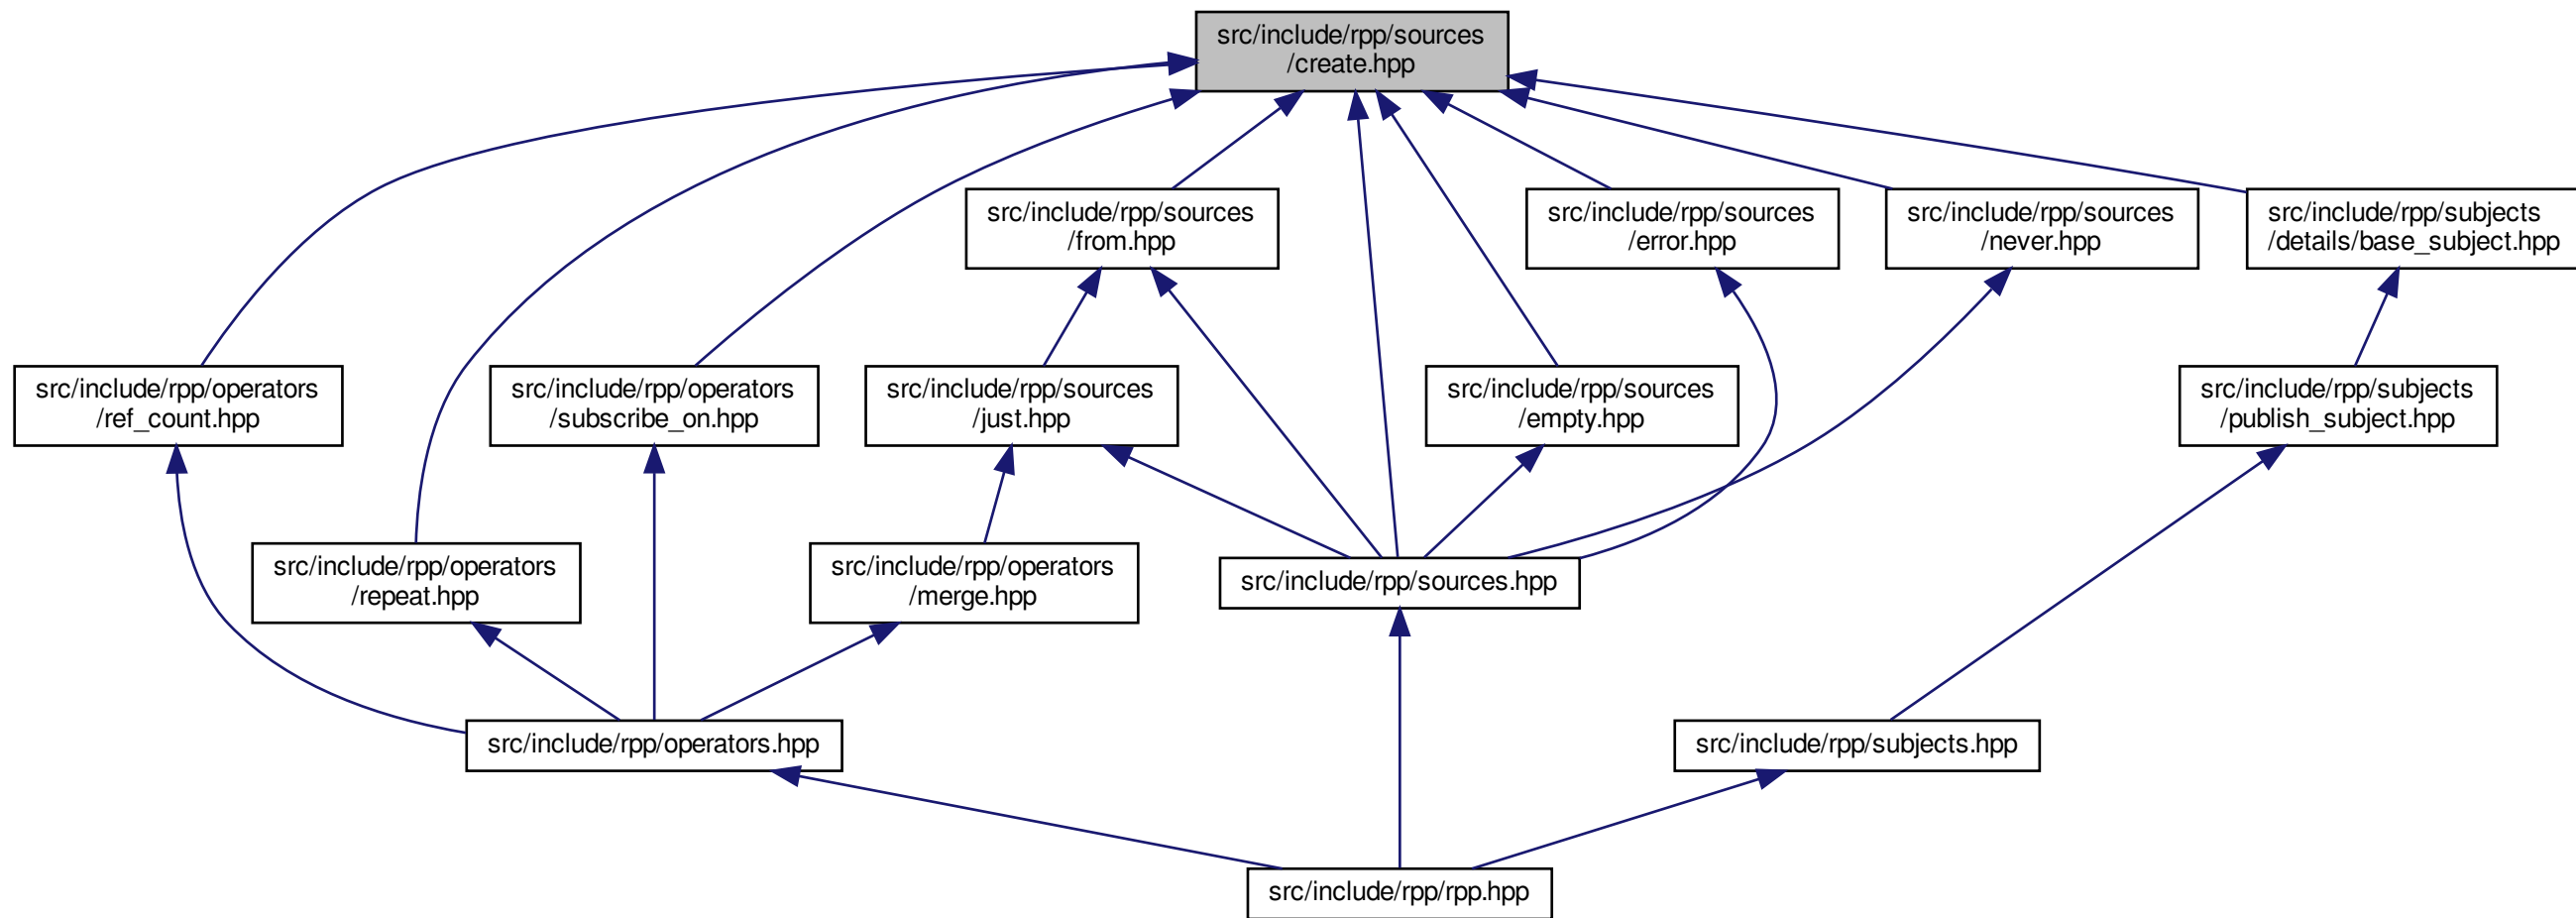 src/include/rpp/sources
/create.hpp
src/include/rpp/sources
/from.hpp
src/include/rpp/sources
/error.hpp
src/include/rpp/sources
/never.hpp
src/include/rpp/subjects
/details/base_subject.hpp
src/include/rpp/operators
/ref_count.hpp
src/include/rpp/operators
/subscribe_on.hpp
src/include/rpp/sources
/just.hpp
src/include/rpp/sources
/empty.hpp
src/include/rpp/subjects
/publish_subject.hpp
src/include/rpp/operators
/repeat.hpp
src/include/rpp/operators
/merge.hpp
src/include/rpp/sources.hpp
src/include/rpp/operators.hpp
src/include/rpp/subjects.hpp
src/include/rpp/rpp.hpp